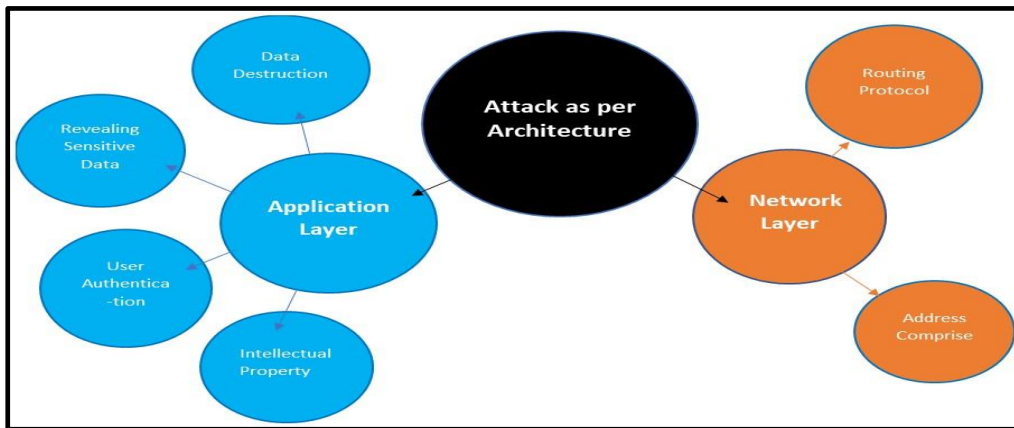 Attack as per
Architecture
Application
Layer
Data
Destruction
Revealing
Sensitive
Data
User
Authentica
-tion
Intellectual
Property
Network
Layer
Routing
Protocol
Address
Comprise